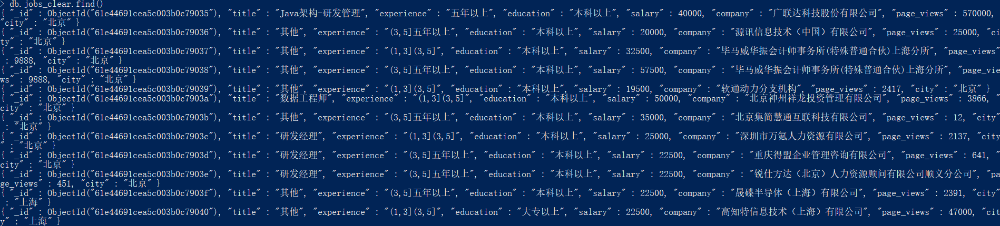 > db.jobs_clear.find()
{ "_id" : ObjectId("61e44691cea5c003b0c79035"), "title" : "Java架构-研发管理", "experience" : "五年以上", "education" : "本科以上", "salary" : 40000, "company" : "广联达科技股份有限公司", "page_views" : 570000,
"city" : "北京" }
{ "_id" : ObjectId("61e44691cea5c003b0c79036"), "title" : "其他", "experience" : "(3,5]五年以上", "education" : "本科以上", "salary" : 20000, "company" : "源讯信息技术（中国）有限公司", "page_views" : 25000, "ci
ty" : "北京" }
{ "_id" : ObjectId("61e44691cea5c003b0c79037"), "title" : "其他", "experience" : "(1,3](3,5]", "education" : "本科以上", "salary" : 32500, "company" : "毕马威华振会计师事务所(特殊普通合伙)上海分所", "page_views"
 : 9888, "city" : "北京" }
{ "_id" : ObjectId("61e44691cea5c003b0c79038"), "title" : "其他", "experience" : "(3,5]五年以上", "education" : "本科以上", "salary" : 57500, "company" : "毕马威华振会计师事务所(特殊普通合伙)上海分所", "page_vie
ws" : 9888, "city" : "北京" }
{ "_id" : ObjectId("61e44691cea5c003b0c79039"), "title" : "其他", "experience" : "(1,3](3,5]", "education" : "本科以上", "salary" : 19500, "company" : "软通动力分支机构", "page_views" : 2417, "city" : "北京" }
{ "_id" : ObjectId("61e44691cea5c003b0c7903a"), "title" : "数据工程师", "experience" : "(1,3](3,5]", "education" : "本科以上", "salary" : 50000, "company" : "北京神州祥龙投资管理有限公司", "page_views" : 3866, "
city" : "北京" }
{ "_id" : ObjectId("61e44691cea5c003b0c7903b"), "title" : "其他", "experience" : "(3,5]五年以上", "education" : "本科以上", "salary" : 35000, "company" : "北京集简慧通互联科技有限公司", "page_views" : 12, "city"
 : "北京" }
{ "_id" : ObjectId("61e44691cea5c003b0c7903c"), "title" : "研发经理", "experience" : "(1,3](3,5]", "education" : "本科以上", "salary" : 25000, "company" : "深圳市万氪人力资源有限公司", "page_views" : 2137, "city
" : "北京" }
{ "_id" : ObjectId("61e44691cea5c003b0c7903d"), "title" : "研发经理", "experience" : "(3,5]五年以上", "education" : "本科以上", "salary" : 22500, "company" : "重庆得盟企业管理咨询有限公司", "page_views" : 641, "
city" : "北京" }
{ "_id" : ObjectId("61e44691cea5c003b0c7903e"), "title" : "研发经理", "experience" : "(3,5]五年以上", "education" : "本科以上", "salary" : 22500, "company" : "锐仕方达（北京）人力资源顾问有限公司顺义分公司", "pa
ge_views" : 451, "city" : "北京" }
{ "_id" : ObjectId("61e44691cea5c003b0c7903f"), "title" : "其他", "experience" : "(3,5]五年以上", "education" : "本科以上", "salary" : 22500, "company" : "晟碟半导体（上海）有限公司", "page_views" : 2391, "city"
 : "上海" }
{ "_id" : ObjectId("61e44691cea5c003b0c79040"), "title" : "其他", "experience" : "(1,3](3,5]", "education" : "大专以上", "salary" : 22500, "company" : "高知特信息技术（上海）有限公司", "page_views" : 47000, "cit
y" : "上海" }